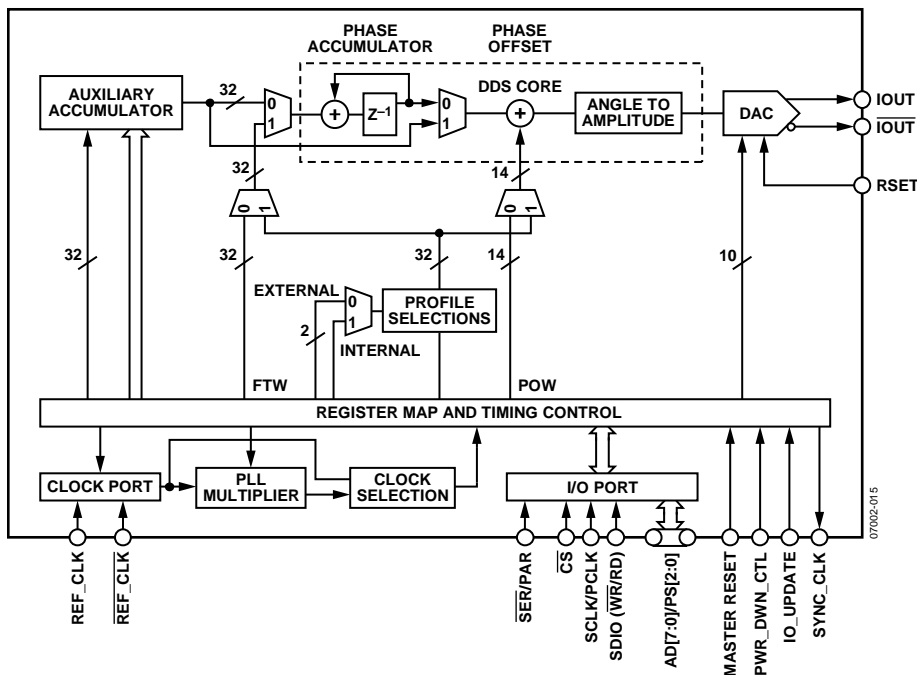 PHASE
ACCUMULATOR
PHASE
OFFSET
DDS CORE
AUXILIARY
ACCUMULATOR
32
0
1
+
Z–1
0
1
+
ANGLE TO
AMPLITUDE
DAC
IOUT
IOUT
RSET
32
14
0 1
0 1
32
32
32
14
10
EXTERNAL
0
1
2
INTERNAL
PROFILE
SELECTIONS
FTW
POW
REGISTER MAP AND TIMING CONTROL
CLOCK PORT
PLL
MULTIPLIER
CLOCK
SELECTION
I/O PORT
REF_CLK
REF_CLK
SER/PAR
CS
SCLK/PCLK
SDIO (WR/RD)
AD[7:0]/PS[2:0]
MASTER RESET
PWR_DWN_CTL
IO_UPDATE
SYNC_CLK
07002-015